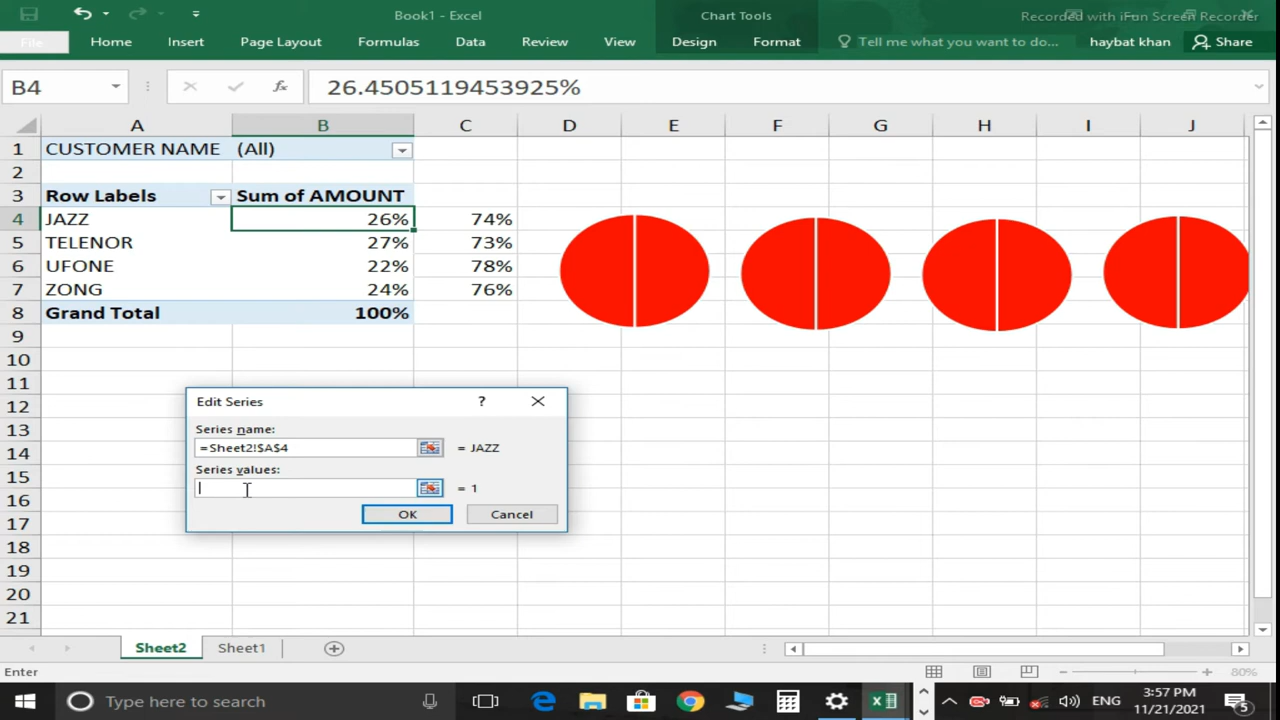 Book1 - Excel
Chart Tools
Recorded with iFun Screen Recorder
File Home Insert Page Layout Formulas Data Review View Design Format Tell me what you want to do... haybat khan Share
B4 fx 26.4505119453925%
A B C D E F G H I J
1 CUSTOMER NAME (All)
2
3 Row Labels Sum of AMOUNT
4 JAZZ 26% 74%
5 TELENOR 27% 73%
6 UFONE 22% 78%
7 ZONG 24% 76%
8 Grand Total 100%
9
10
11
12
13
14
15
16
17
18
19
20
21
Edit Series ?
Series name:
=Sheet2!$A$4 = JAZZ
Series values:
= 1
OK Cancel
Sheet2 Sheet1
Enter 80%
Type here to search ENG 3:57 PM
11/21/2021 5